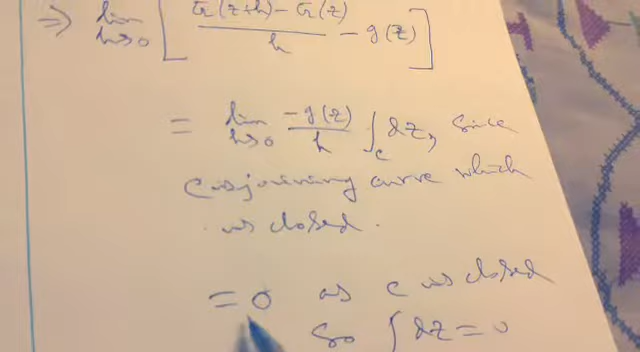 ⇒ lim h→0 [ (G(z+h) - G(z))/h - g(z) ]
= lim h→0 -g(z)/h ∫_C dz, since
C is joining curve which
is closed.
= 0 as C is closed
So ∫ dz = 0